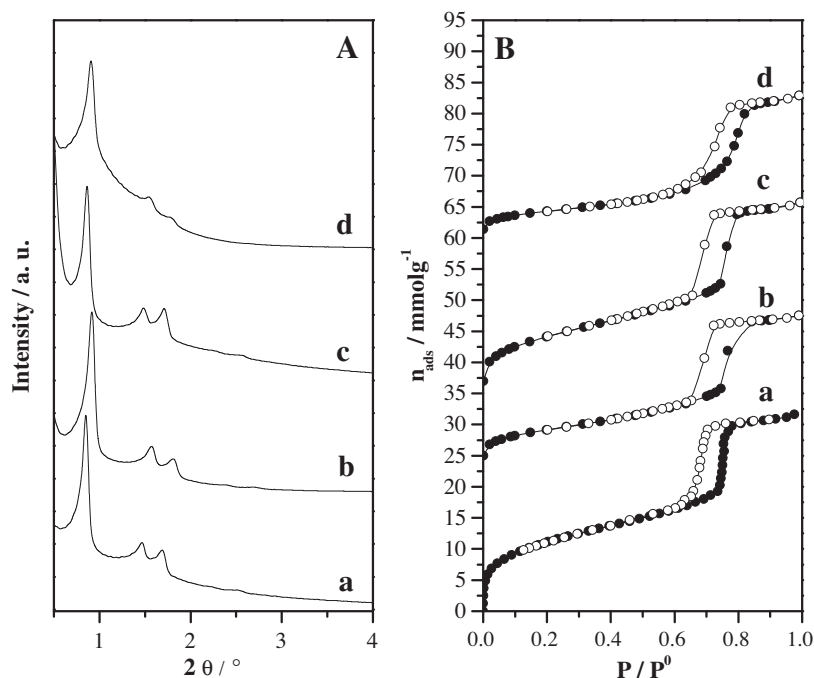 A
d
c
b
a
Intensity / a. u.
1
2
3
4
2 θ / °
B
d
c
b
a
n_ads / mmolg⁻¹
95
90
85
80
75
70
65
60
55
50
45
40
35
30
25
20
15
10
5
0
0.0
0.2
0.4
0.6
0.8
1.0
P / P⁰